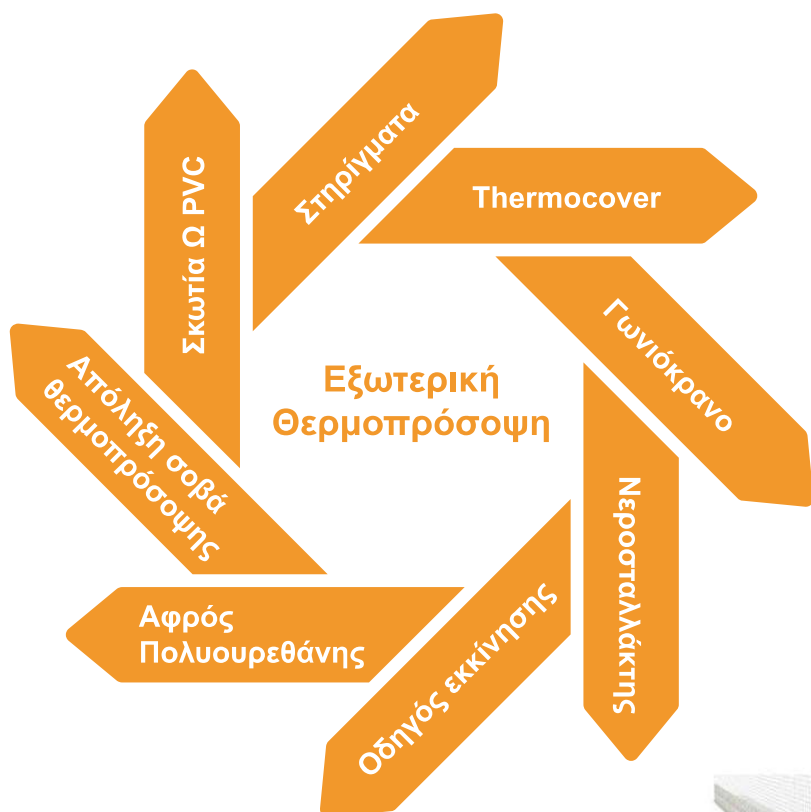 Στηρίγματα
Thermocover
Γωνιόκρανο
Νεροσταλλάκτης
Οδηγός εκκίνησης
Αφρός
Πολυουρεθάνης
Απόληξη σοβά
θερμοπρόσοψης
Σκωτία Ω PVC
Εξωτερική
Θερμοπρόσοψη